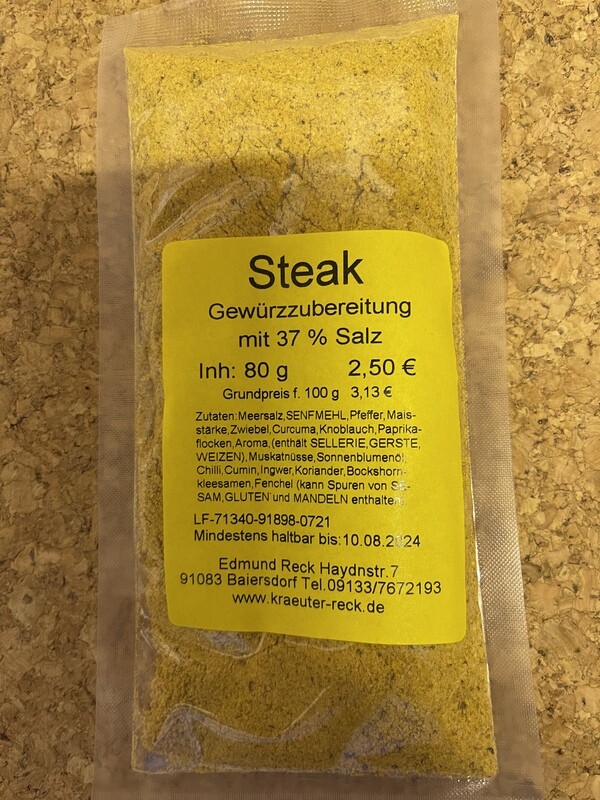 Steak
Gewürzzubereitung
mit 37 % Salz
Inh: 80 g 2,50 €
Grundpreis f. 100 g 3,13 €
Zutaten:Meersalz,SENFMEHL,Pfeffer,Mais-
stärke,Zwiebel,Curcuma,Knoblauch,Paprika-
flocken,Aroma,(enthält SELLERIE,GERSTE,
WEIZEN),Muskatnüsse,Sonnenblumenöl,
Chilli,Cumin,Ingwer,Koriander,Bockshorn-
kleesamen,Fenchel (kann Spuren von SE-
SAM,GLUTEN und MANDELN enthalten)
LF-71340-91898-0721
Mindestens haltbar bis:10.08.2024
Edmund Reck Haydnstr.7
91083 Baiersdorf Tel.09133/7672193
www.kraeuter-reck.de